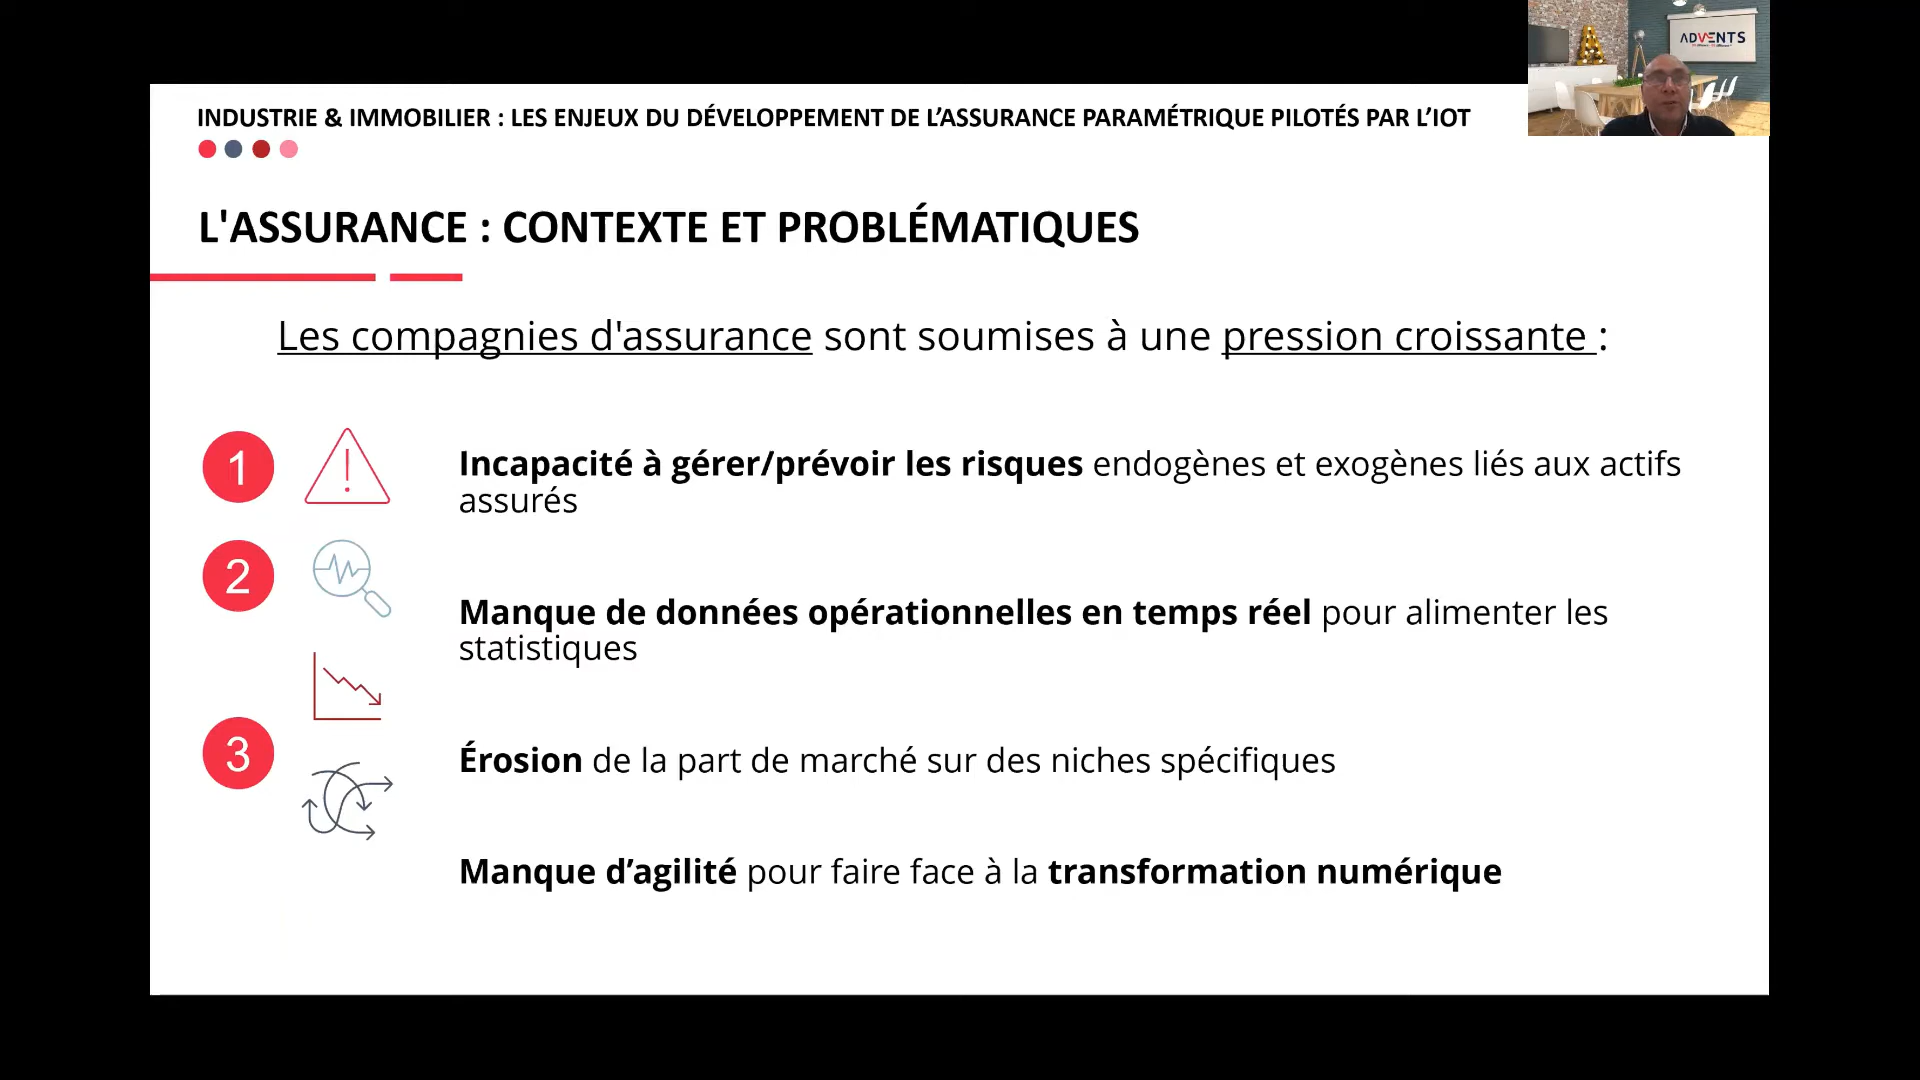 ADVENTS
INDUSTRIE & IMMOBILIER : LES ENJEUX DU DÉVELOPPEMENT DE L’ASSURANCE PARAMÉTRIQUE PILOTÉS PAR L’IOT
L'ASSURANCE : CONTEXTE ET PROBLÉMATIQUES
Les compagnies d'assurance sont soumises à une pression croissante :
1
Incapacité à gérer/prévoir les risques endogènes et exogènes liés aux actifs
assurés
2
Manque de données opérationnelles en temps réel pour alimenter les
statistiques
3
Érosion de la part de marché sur des niches spécifiques
Manque d’agilité pour faire face à la transformation numérique